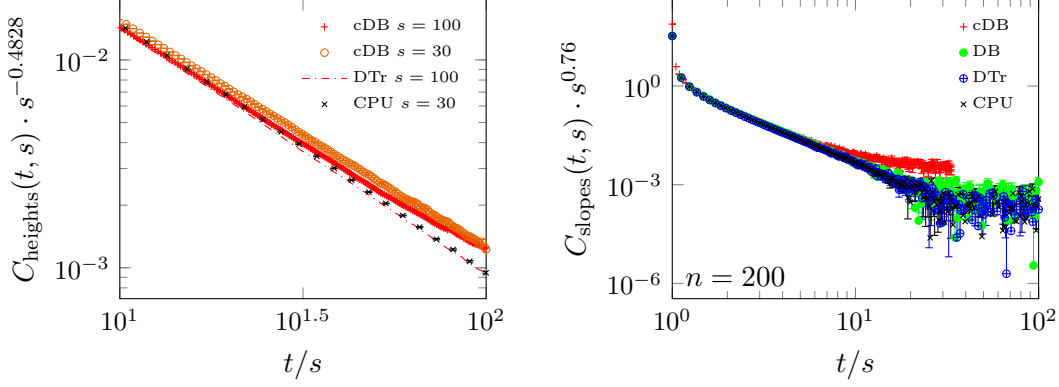 cDB s = 100
cDB s = 30
DTr s = 100
CPU s = 30
10^{-2}
10^{-3}
C_{heights}(t, s) · s^{-0.4828}
10^1
10^{1.5}
10^2
t/s
cDB
DB
DTr
CPU
10^0
10^{-3}
10^{-6}
C_{slopes}(t, s) · s^{0.76}
n = 200
10^0
10^1
10^2
t/s